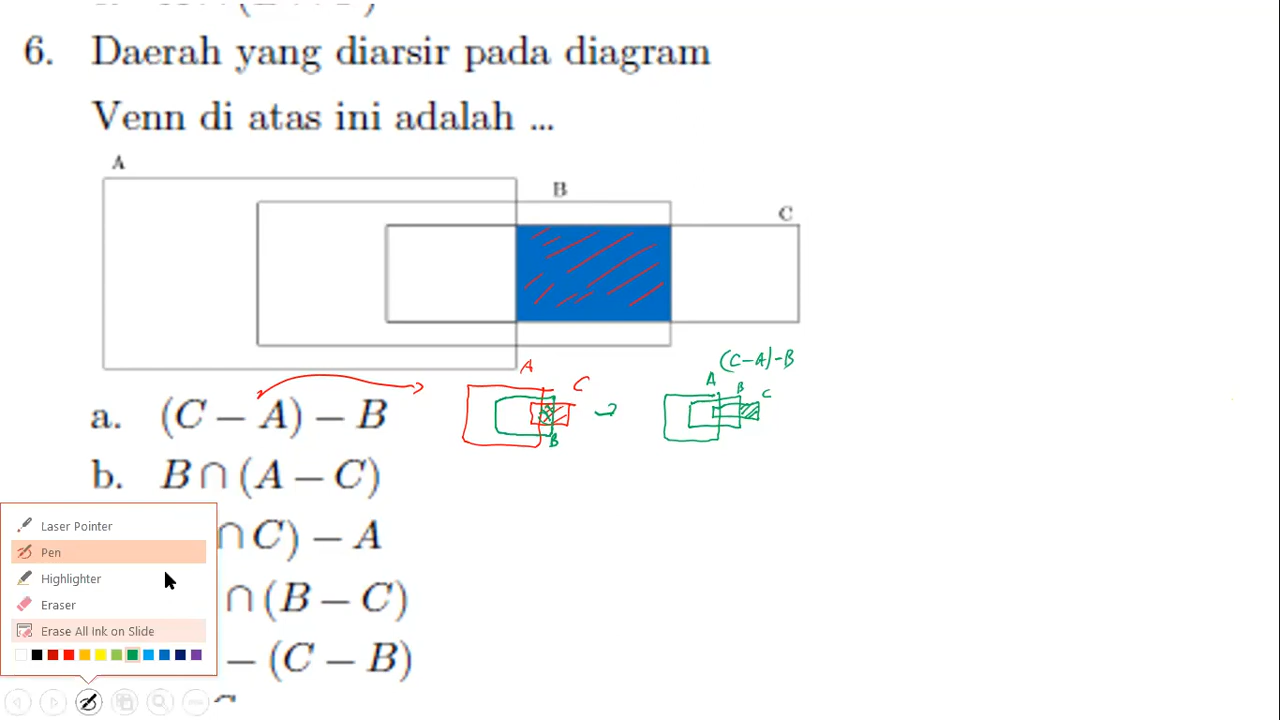 6. Daerah yang diarsir pada diagram
Venn di atas ini adalah ...
A
B
C
(C-A)-B
A
C
B
A
B
C
a. (C − A) − B
b. B ∩ (A − C)
∩ C) − A
∩ (B − C)
− (C − B)
Laser Pointer
Pen
Highlighter
Eraser
Erase All Ink on Slide